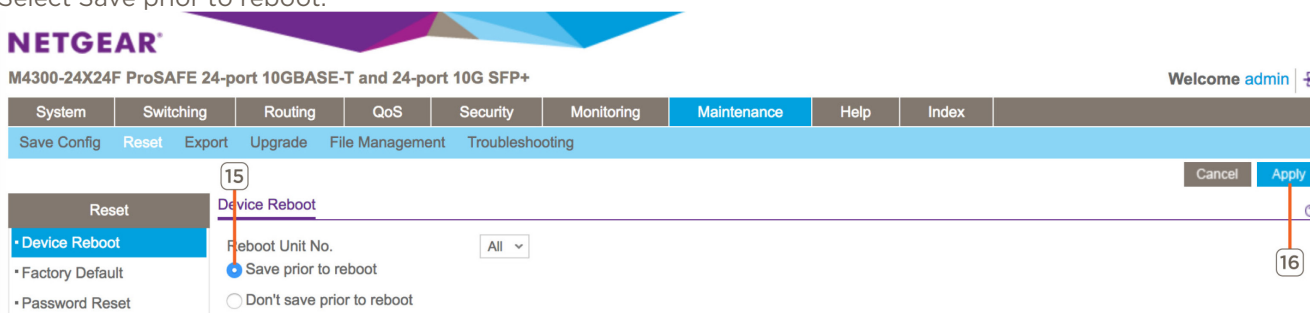 Select Save prior to reboot.
NETGEAR®
M4300-24X24F ProSAFE 24-port 10GBASE-T and 24-port 10G SFP+
Welcome admin
System Switching Routing QoS Security Monitoring Maintenance Help Index
Save Config Reset Export Upgrade File Management Troubleshooting
15
Cancel Apply
Reset
Device Reboot
• Device Reboot
Reboot Unit No. All
16
• Factory Default
Save prior to reboot
• Password Reset
Don't save prior to reboot